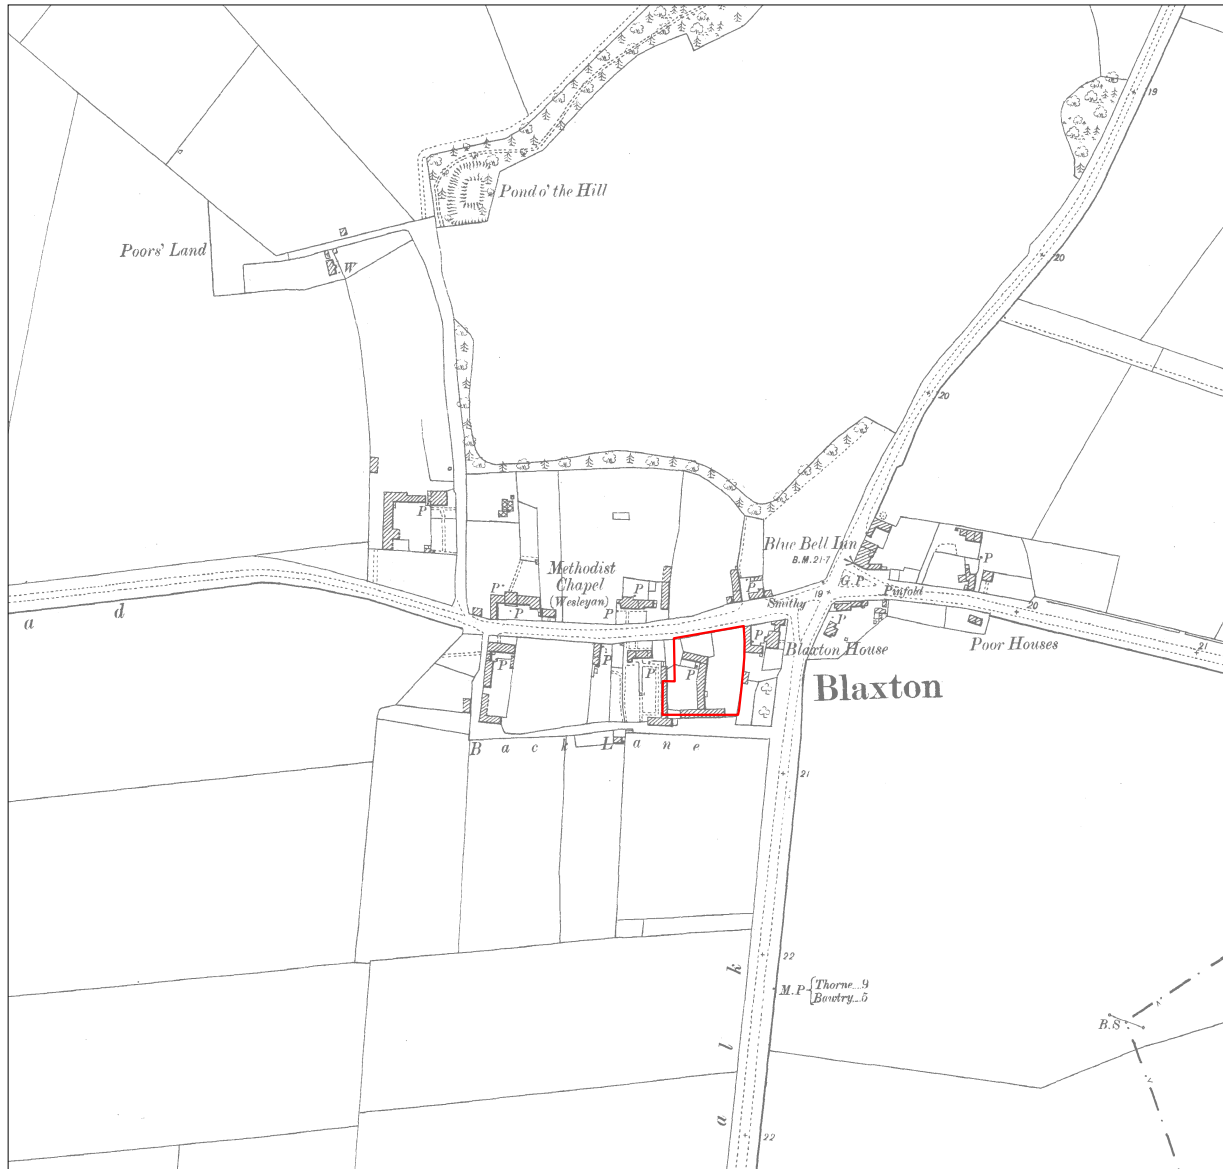 19
Pond o' the Hill
Poors' Land
W
20
20
P
Blue Bell Inn
B.M. 21·7
P
Methodist
Chapel
(Wesleyan)
P
P
P
G.P
Pinfold
19
P
P
Smithy
20
a d
P
P
Blaxton House
Poor Houses
21
P
P
P
P
Blaxton
B a c k L a n e
21
22
k
M.P
Thorne...9
Bawtry...5
B.S
l
a
22